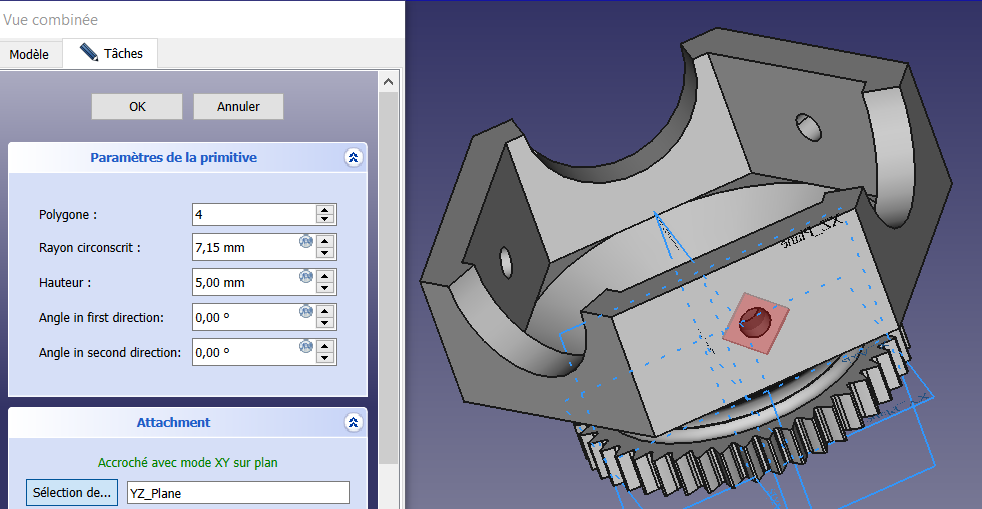 Vue combinée
Modèle
Tâches
OK
Annuler
Paramètres de la primitive
Polygone :
4
Rayon circonscrit :
7,15 mm
Hauteur :
5,00 mm
Angle in first direction:
0,00 °
Angle in second direction:
0,00 °
Attachment
Accroché avec mode XY sur plan
Sélection de...
YZ_Plane
XZ_Plane